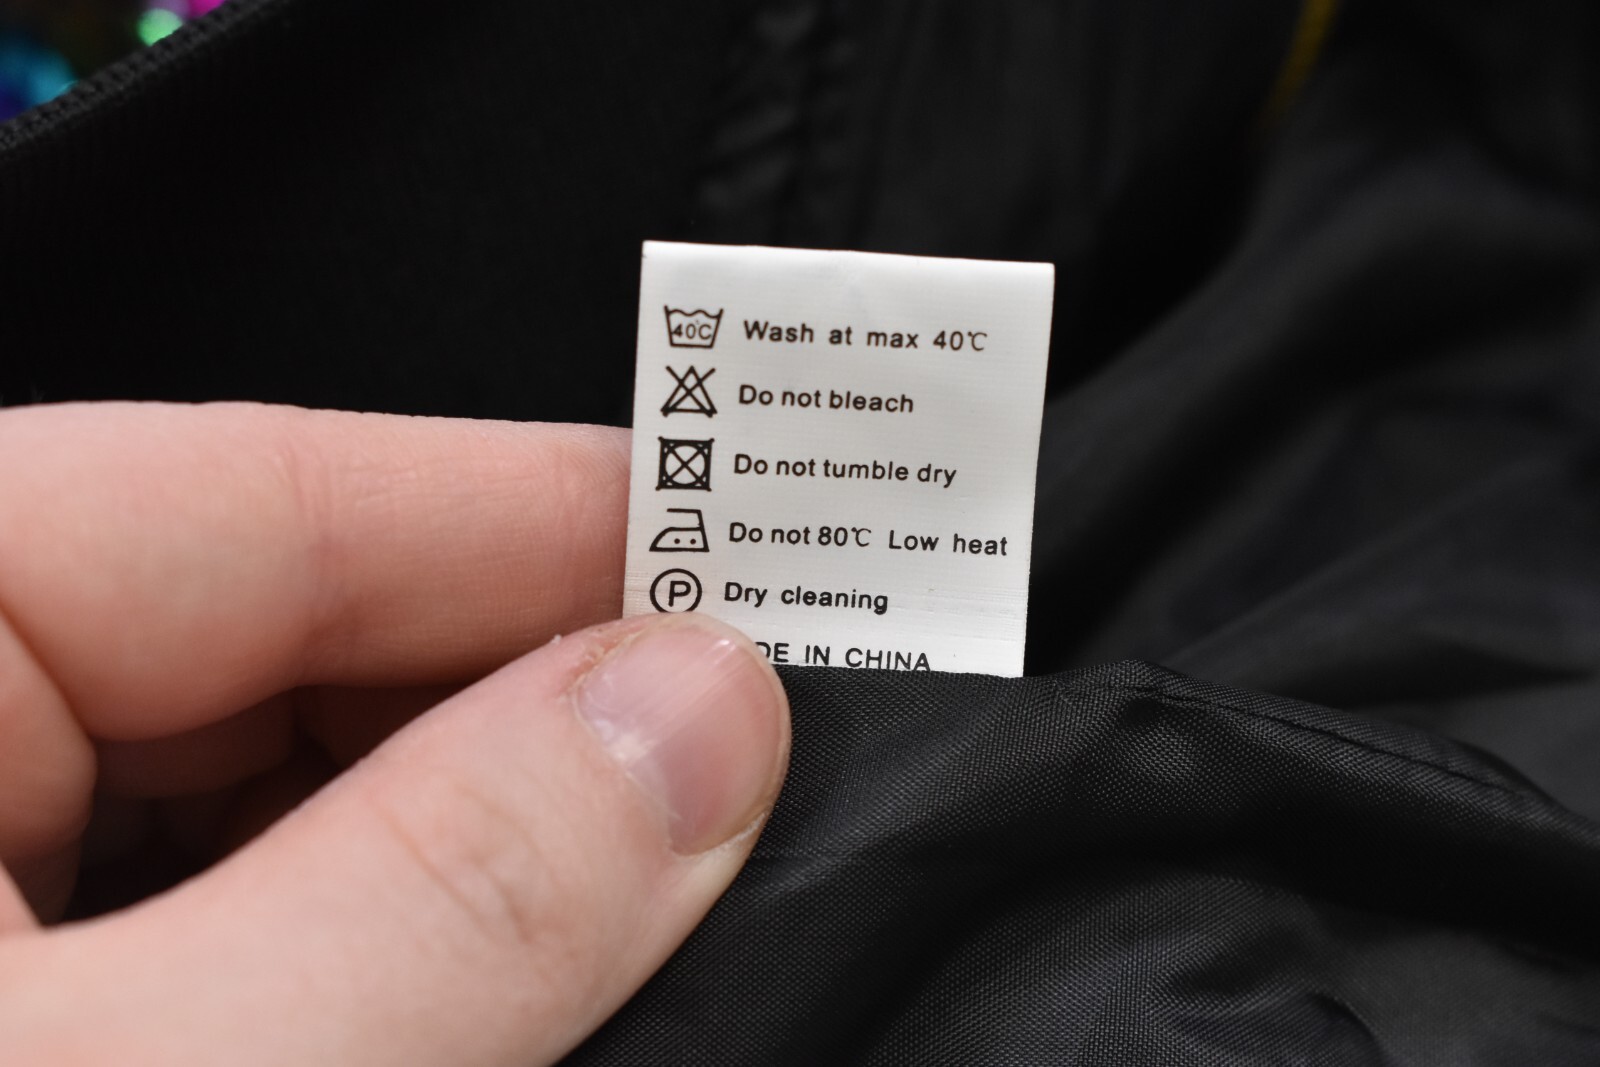 40℃ Wash at max 40℃
Do not bleach
Do not tumble dry
Do not 80℃ Low heat
P Dry cleaning
IN CHINA